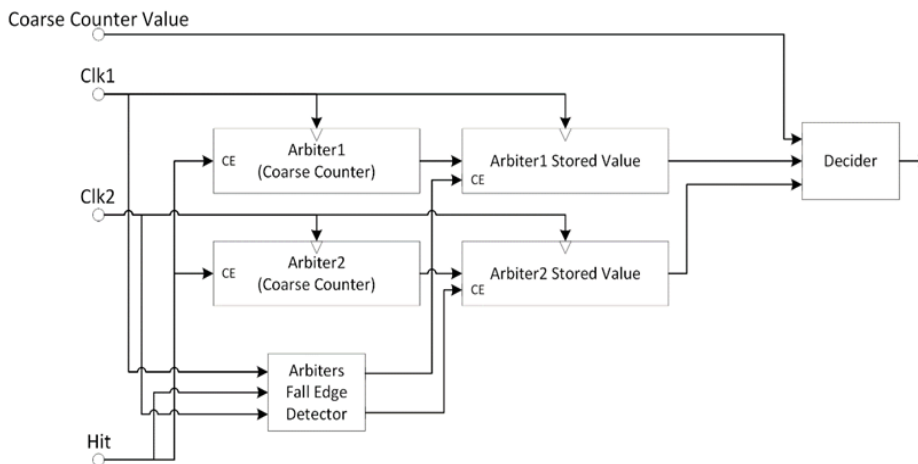 Coarse Counter Value
Clk1
CE
Arbiter1
(Coarse Counter)
Arbiter1 Stored Value
CE
Decider
Clk2
CE
Arbiter2
(Coarse Counter)
Arbiter2 Stored Value
CE
Arbiters
Fall Edge
Detector
Hit